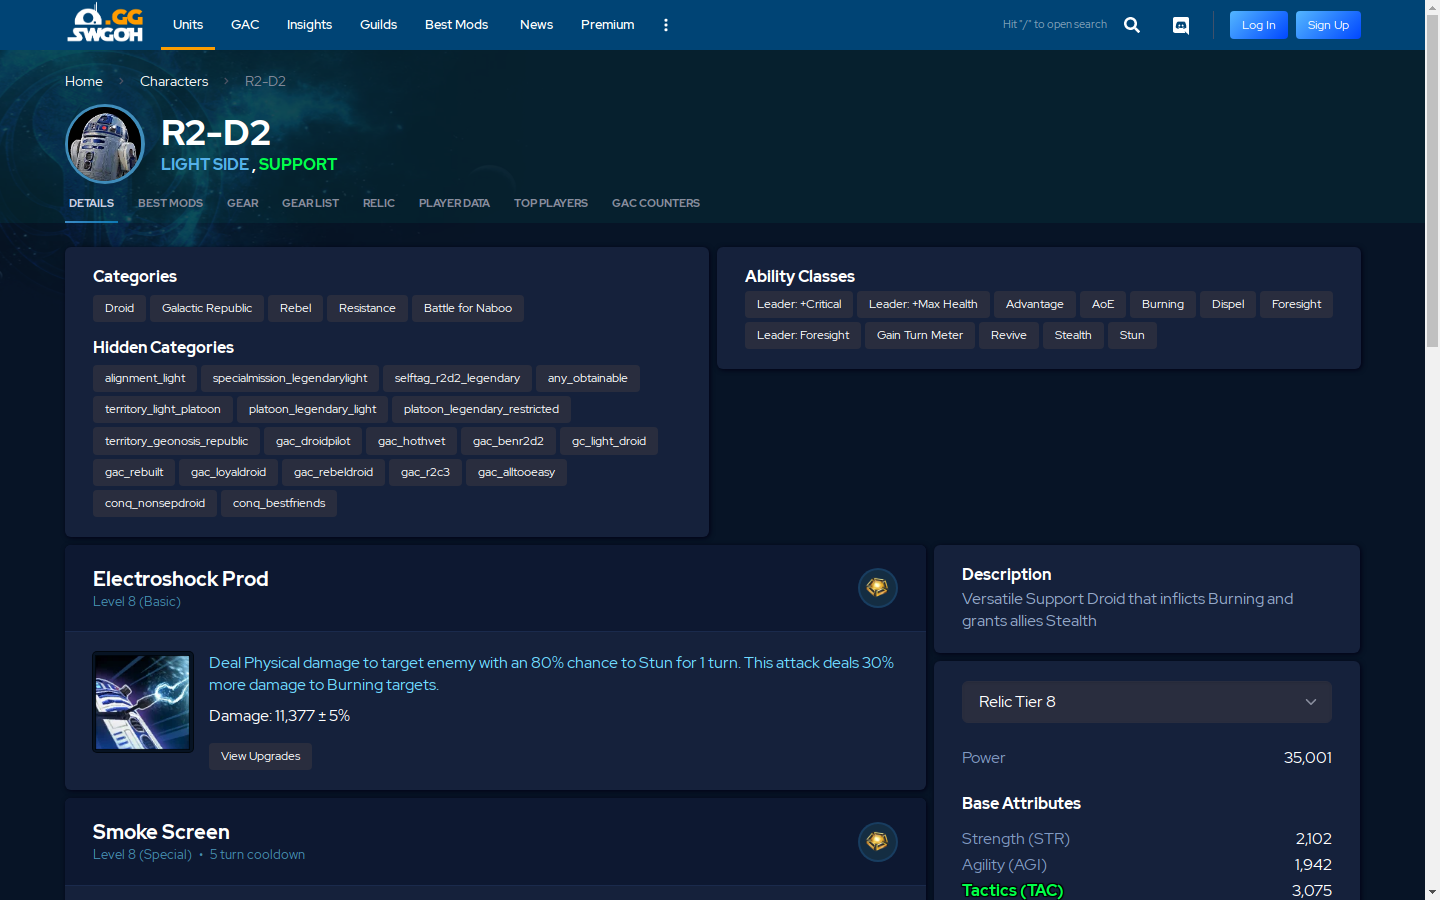 .GG
SWGOH
Units
GAC
Insights
Guilds
Best Mods
News
Premium
Hit "/" to open search
Log In
Sign Up
Home
Characters
R2-D2
R2-D2
LIGHT SIDE, SUPPORT
DETAILS
BEST MODS
GEAR
GEAR LIST
RELIC
PLAYER DATA
TOP PLAYERS
GAC COUNTERS
Categories
Droid
Galactic Republic
Rebel
Resistance
Battle for Naboo
Hidden Categories
alignment_light
specialmission_legendarylight
selftag_r2d2_legendary
any_obtainable
territory_light_platoon
platoon_legendary_light
platoon_legendary_restricted
territory_geonosis_republic
gac_droidpilot
gac_hothvet
gac_benr2d2
gc_light_droid
gac_rebuilt
gac_loyaldroid
gac_rebeldroid
gac_r2c3
gac_alltooeasy
conq_nonsepdroid
conq_bestfriends
Ability Classes
Leader: +Critical
Leader: +Max Health
Advantage
AoE
Burning
Dispel
Foresight
Leader: Foresight
Gain Turn Meter
Revive
Stealth
Stun
Electroshock Prod
Level 8 (Basic)
Deal Physical damage to target enemy with an 80% chance to Stun for 1 turn. This attack deals 30%
more damage to Burning targets.
Damage: 11,377 ± 5%
View Upgrades
Smoke Screen
Level 8 (Special) • 5 turn cooldown
Description
Versatile Support Droid that inflicts Burning and
grants allies Stealth
Relic Tier 8
Power 35,001
Base Attributes
Strength (STR) 2,102
Agility (AGI) 1,942
Tactics (TAC) 3,075